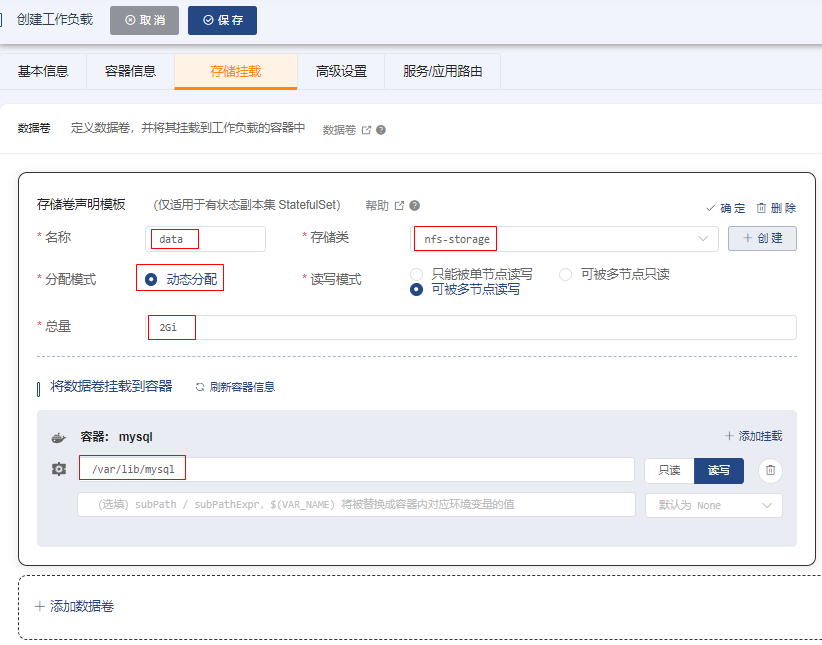 创建工作负载 取 消 保 存
基本信息 容器信息 存储挂载 高级设置 服务/应用路由
数据卷 定义数据卷，并将其挂载到工作负载的容器中 数据卷
存储卷声明模板 (仅适用于有状态副本集 StatefulSet) 帮助 确 定 删 除
* 名称 data * 存储类 nfs-storage 创 建
* 分配模式 动态分配 * 读写模式 只能被单节点读写 可被多节点只读
可被多节点读写
* 总量 2Gi
将数据卷挂载到容器 刷新容器信息
容器： mysql 添加挂载
/var/lib/mysql 只读 读写
(选填) subPath / subPathExpr，$(VAR_NAME) 将被替换成容器内对应环境变量的值 默认为 None
添加数据卷